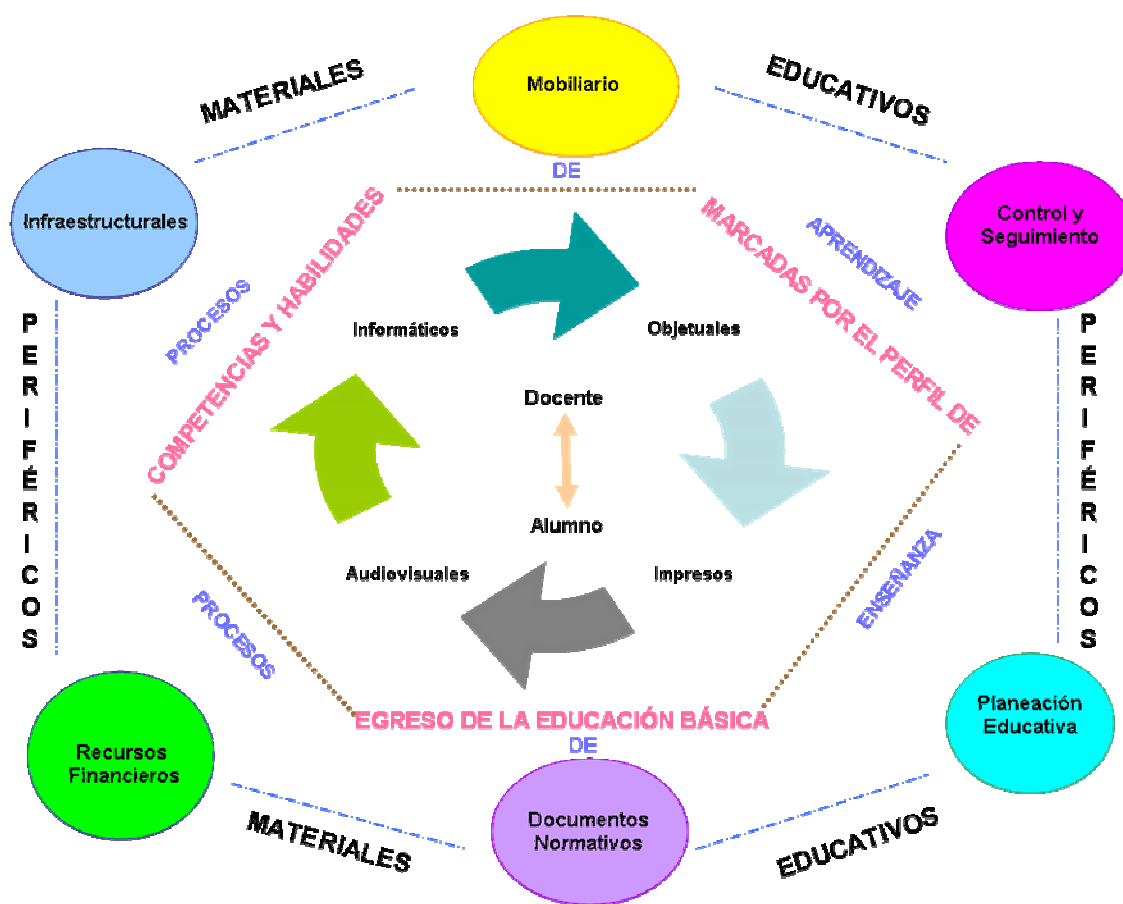 MATERIALES
Mobiliario
EDUCATIVOS
Infraestructurales
DE
Control y
Seguimiento
PROCESOS
COMPETENCIAS Y HABILIDADES
MARCADAS POR EL PERFIL DE
APRENDIZAJE
PERIFÉRICOS
Informáticos
Objetuales
PERIFÉRICOS
Docente
Alumno
Audiovisuales
Impresos
PROCESOS
ENSEÑANZA
EGRESO DE LA EDUCACIÓN BÁSICA
DE
Recursos
Financieros
Planeación
Educativa
MATERIALES
Documentos
Normativos
EDUCATIVOS